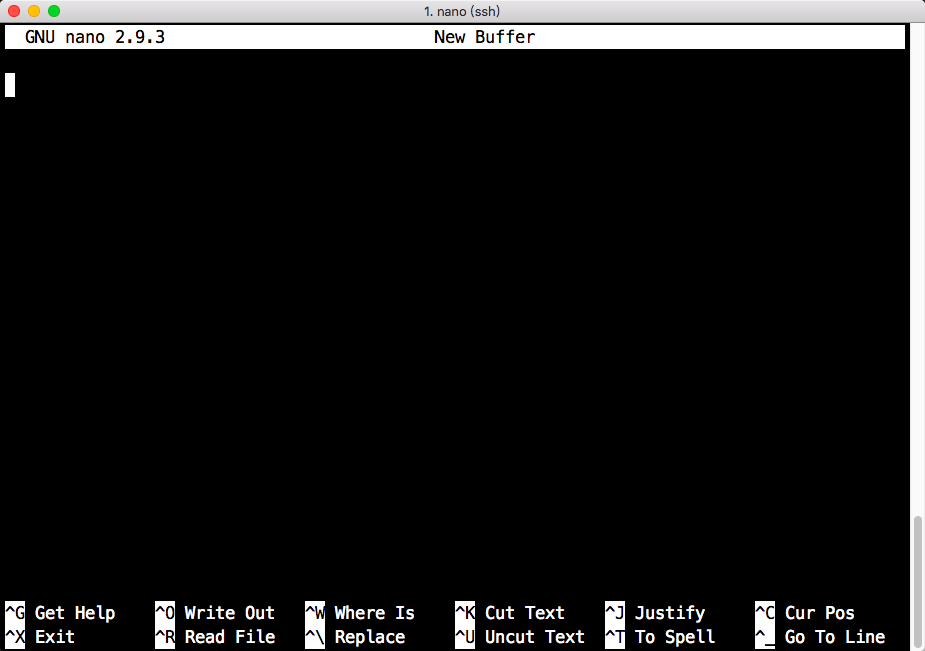 1. nano (ssh)
GNU nano 2.9.3 New Buffer
^G Get Help ^O Write Out ^W Where Is ^K Cut Text ^J Justify ^C Cur Pos
^X Exit ^R Read File ^\ Replace ^U Uncut Text ^T To Spell ^_ Go To Line